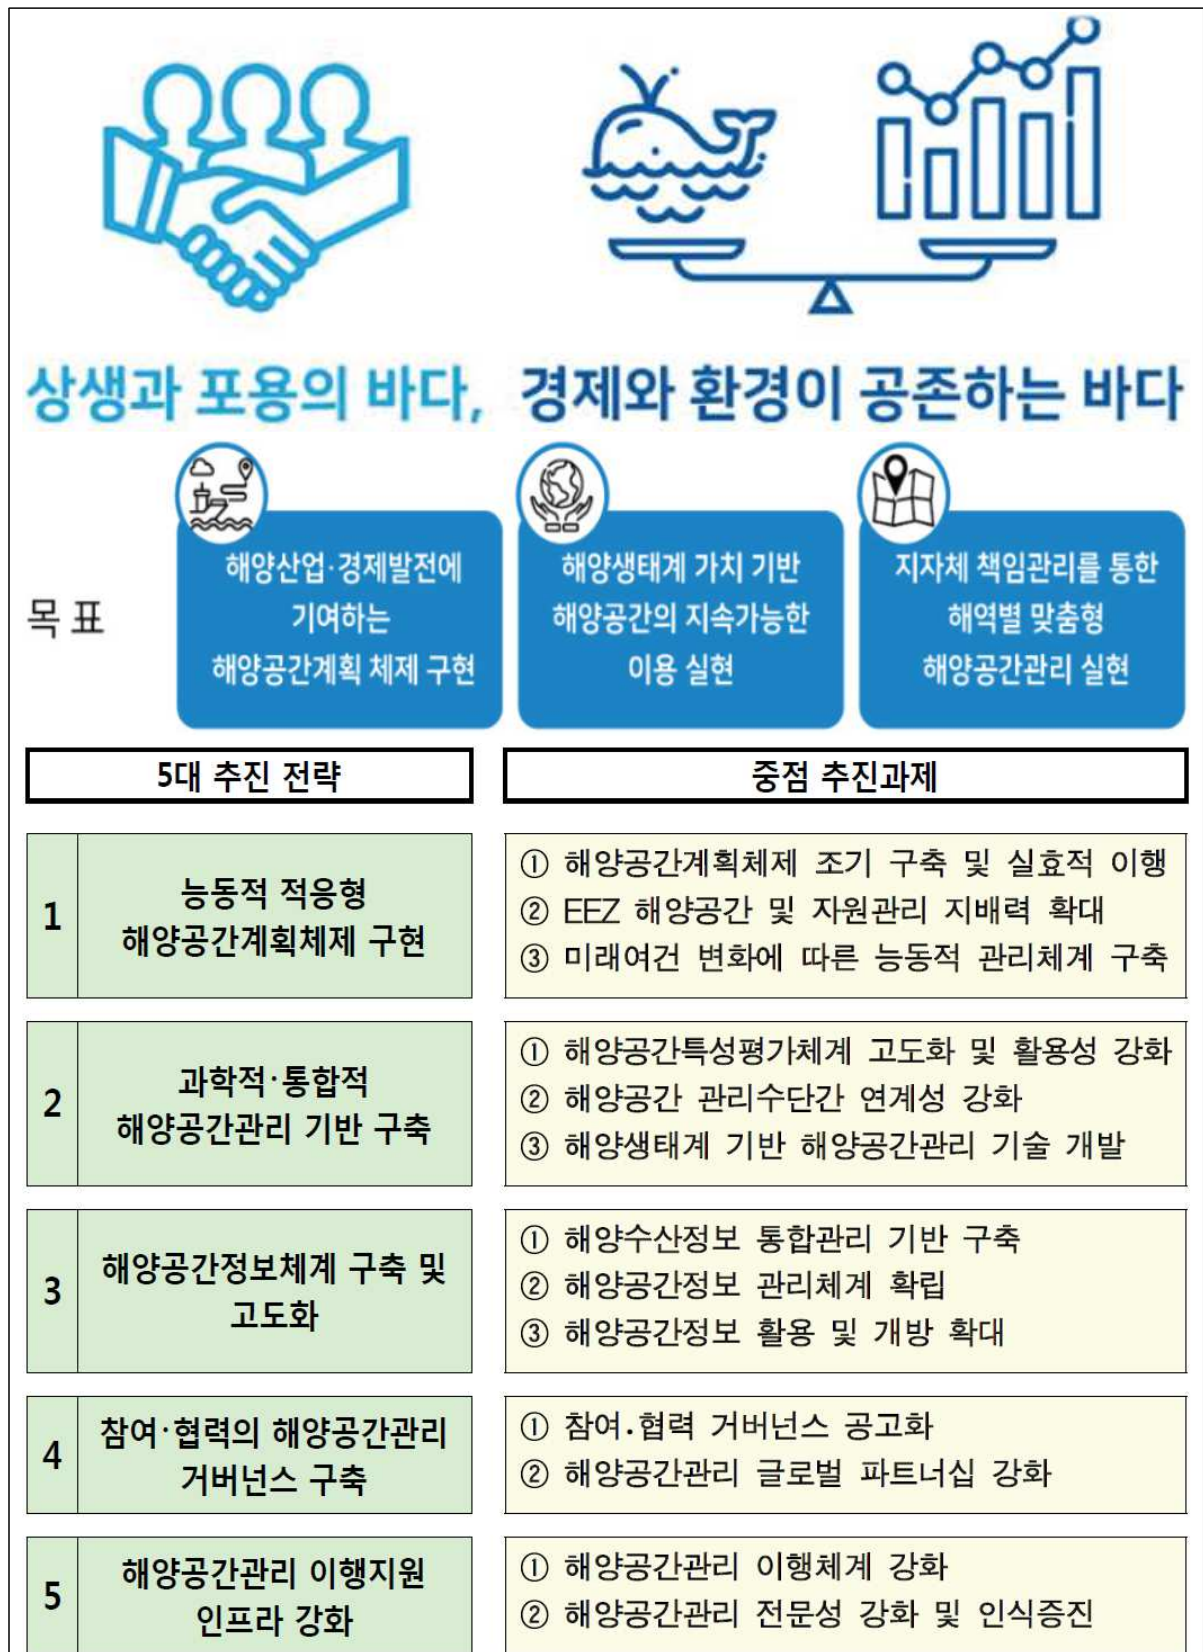 상생과 포용의 바다, 경제와 환경이 공존하는 바다
목 표
해양산업·경제발전에
기여하는
해양공간계획 체제 구현
해양생태계 가치 기반
해양공간의 지속가능한
이용 실현
지자체 책임관리를 통한
해역별 맞춤형
해양공간관리 실현
5대 추진 전략
중점 추진과제
1
능동적 적응형
해양공간계획체제 구현
① 해양공간계획체제 조기 구축 및 실효적 이행
② EEZ 해양공간 및 자원관리 지배력 확대
③ 미래여건 변화에 따른 능동적 관리체계 구축
2
과학적·통합적
해양공간관리 기반 구축
① 해양공간특성평가체계 고도화 및 활용성 강화
② 해양공간 관리수단간 연계성 강화
③ 해양생태계 기반 해양공간관리 기술 개발
3
해양공간정보체계 구축 및
고도화
① 해양수산정보 통합관리 기반 구축
② 해양공간정보 관리체계 확립
③ 해양공간정보 활용 및 개방 확대
4
참여·협력의 해양공간관리
거버넌스 구축
① 참여.협력 거버넌스 공고화
② 해양공간관리 글로벌 파트너십 강화
5
해양공간관리 이행지원
인프라 강화
① 해양공간관리 이행체계 강화
② 해양공간관리 전문성 강화 및 인식증진